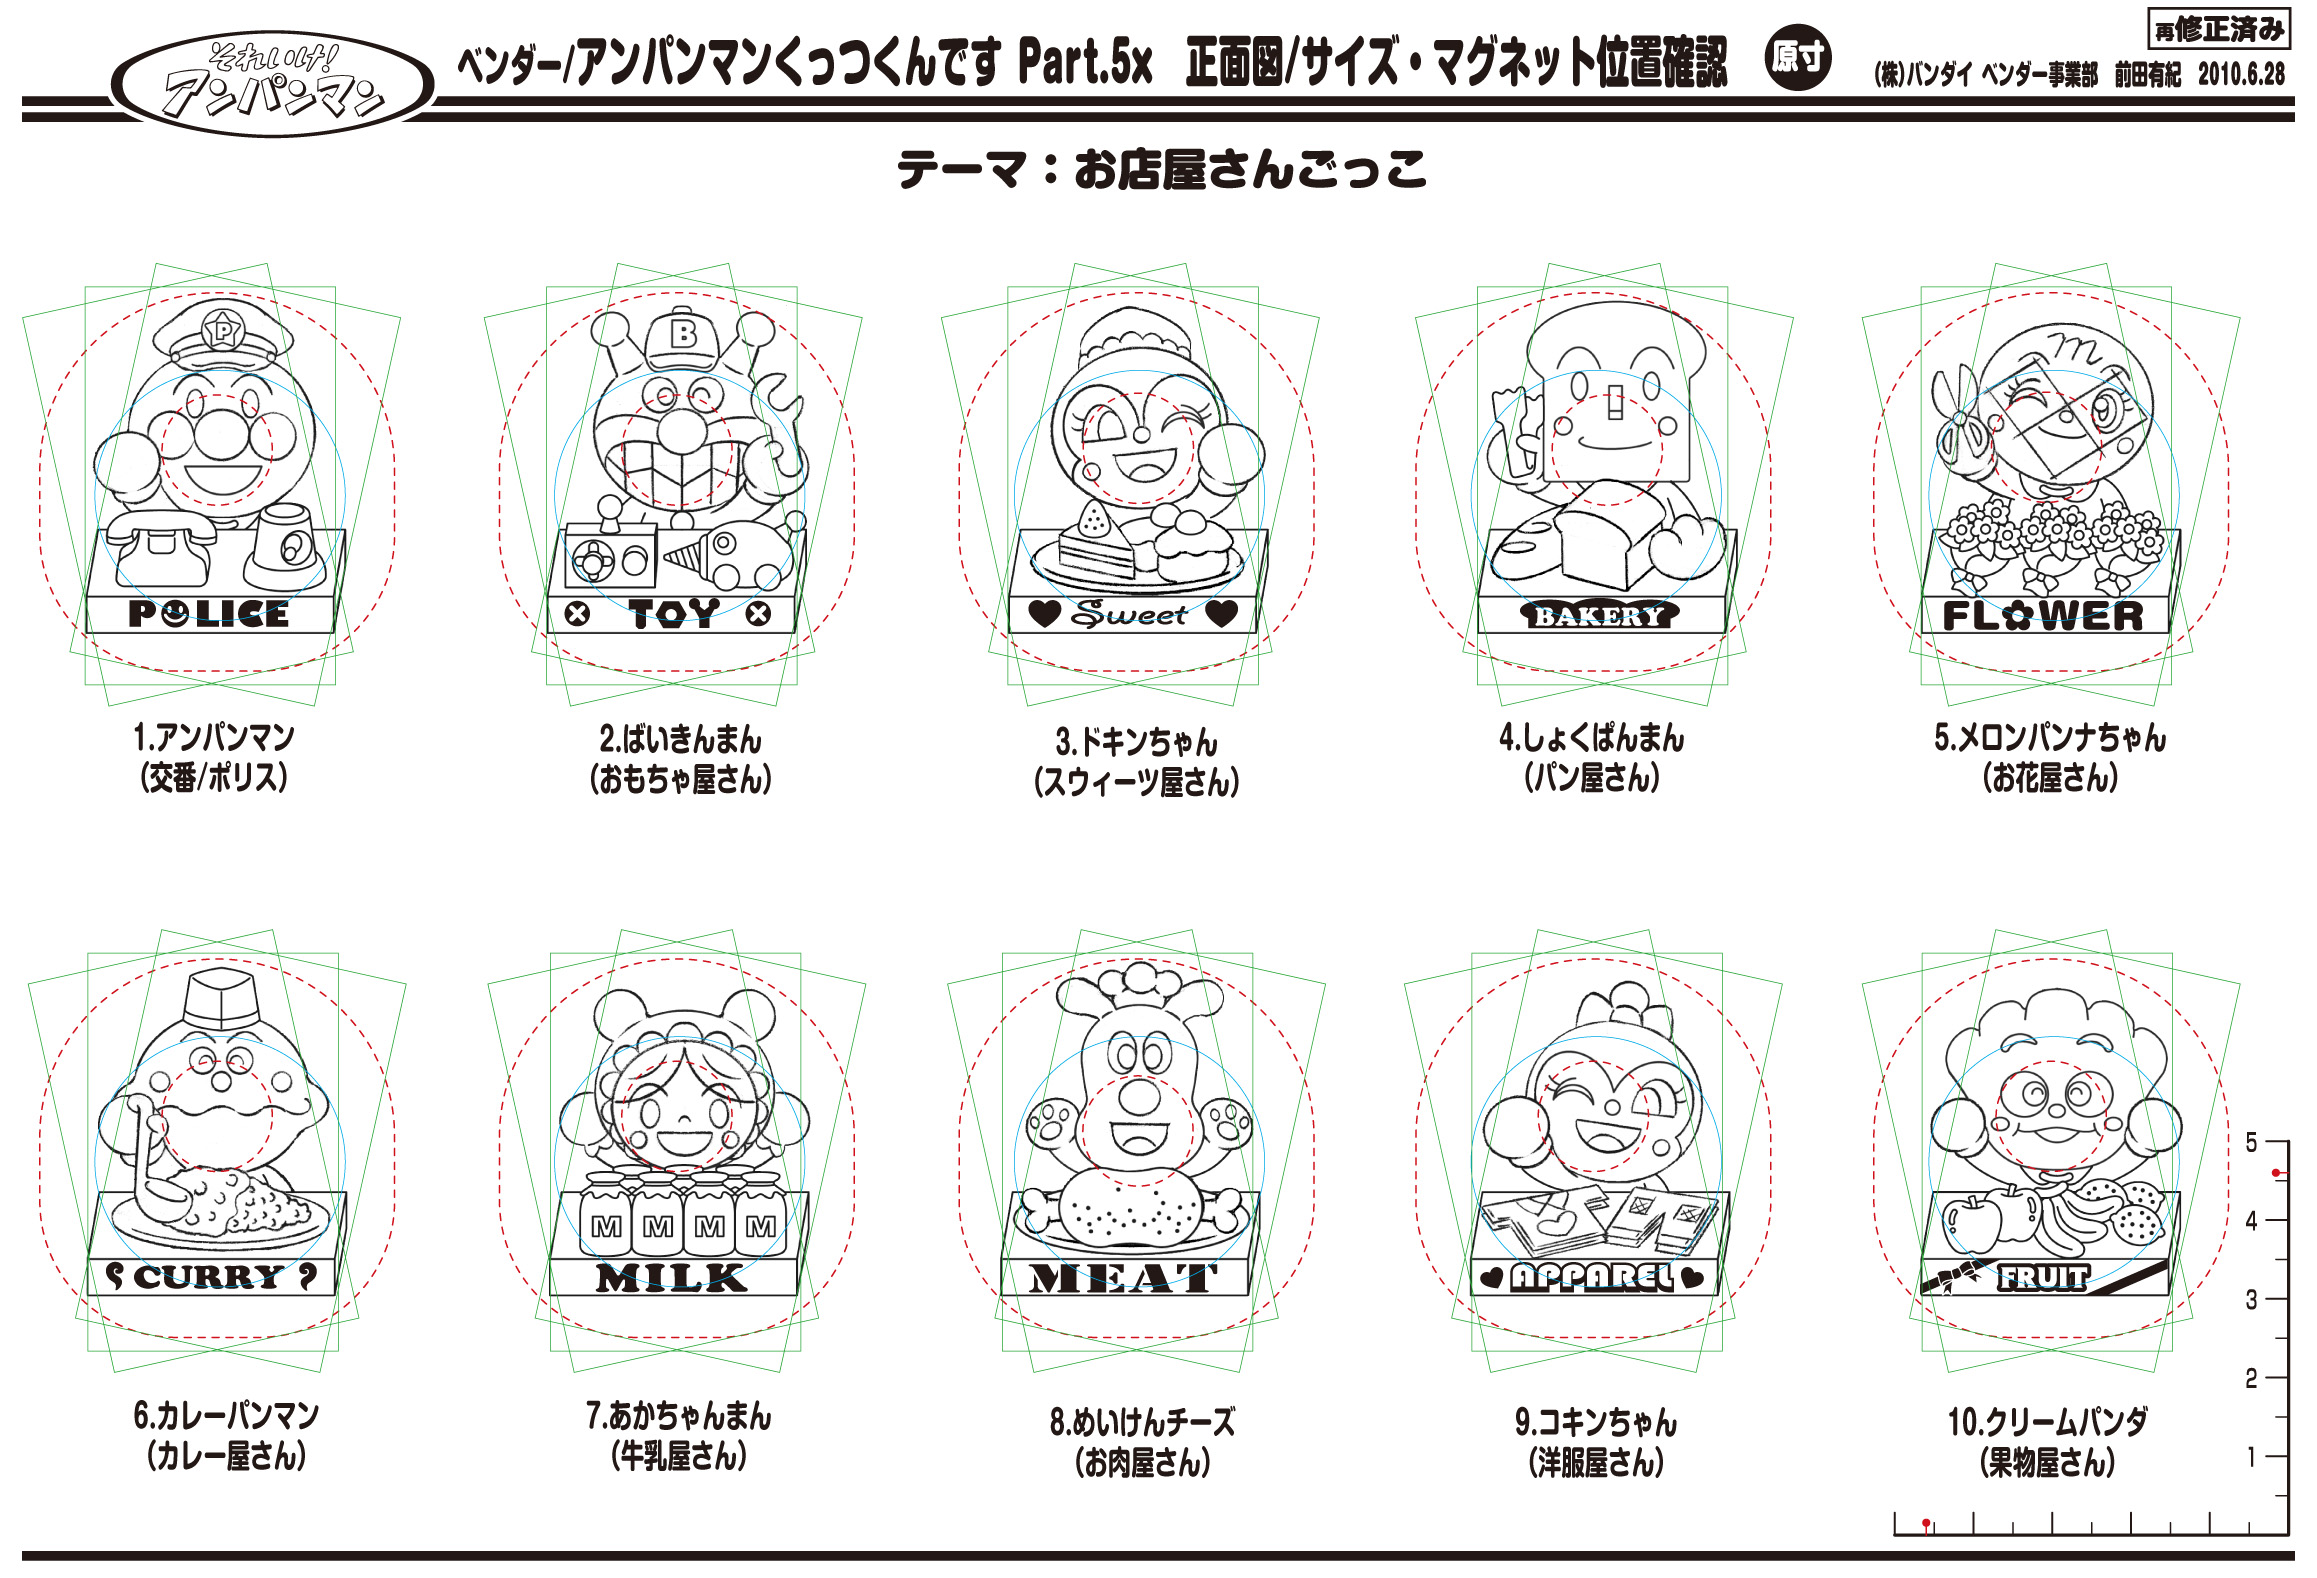 それいけ!
アンパンマン
ベンダー/アンパンマンくっつくんです Part.5x 正面図/サイズ・マグネット位置確認
原寸
再修正済み
(株)バンダイ ベンダー事業部 前田有紀 2010.6.28
テーマ：お店屋さんごっこ
P
POLICE
1.アンパンマン
(交番/ポリス)
B
TOY
2.ばいきんまん
(おもちゃ屋さん)
Sweet
3.ドキンちゃん
(スウィーツ屋さん)
BAKERY
4.しょくぱんまん
(パン屋さん)
m
FLOWER
5.メロンパンナちゃん
(お花屋さん)
CURRY
6.カレーパンマン
(カレー屋さん)
M M M M
MILK
7.あかちゃんまん
(牛乳屋さん)
MEAT
8.めいけんチーズ
(お肉屋さん)
APPAREL
9.コキンちゃん
(洋服屋さん)
FRUIT
10.クリームパンダ
(果物屋さん)
5
4
3
2
1